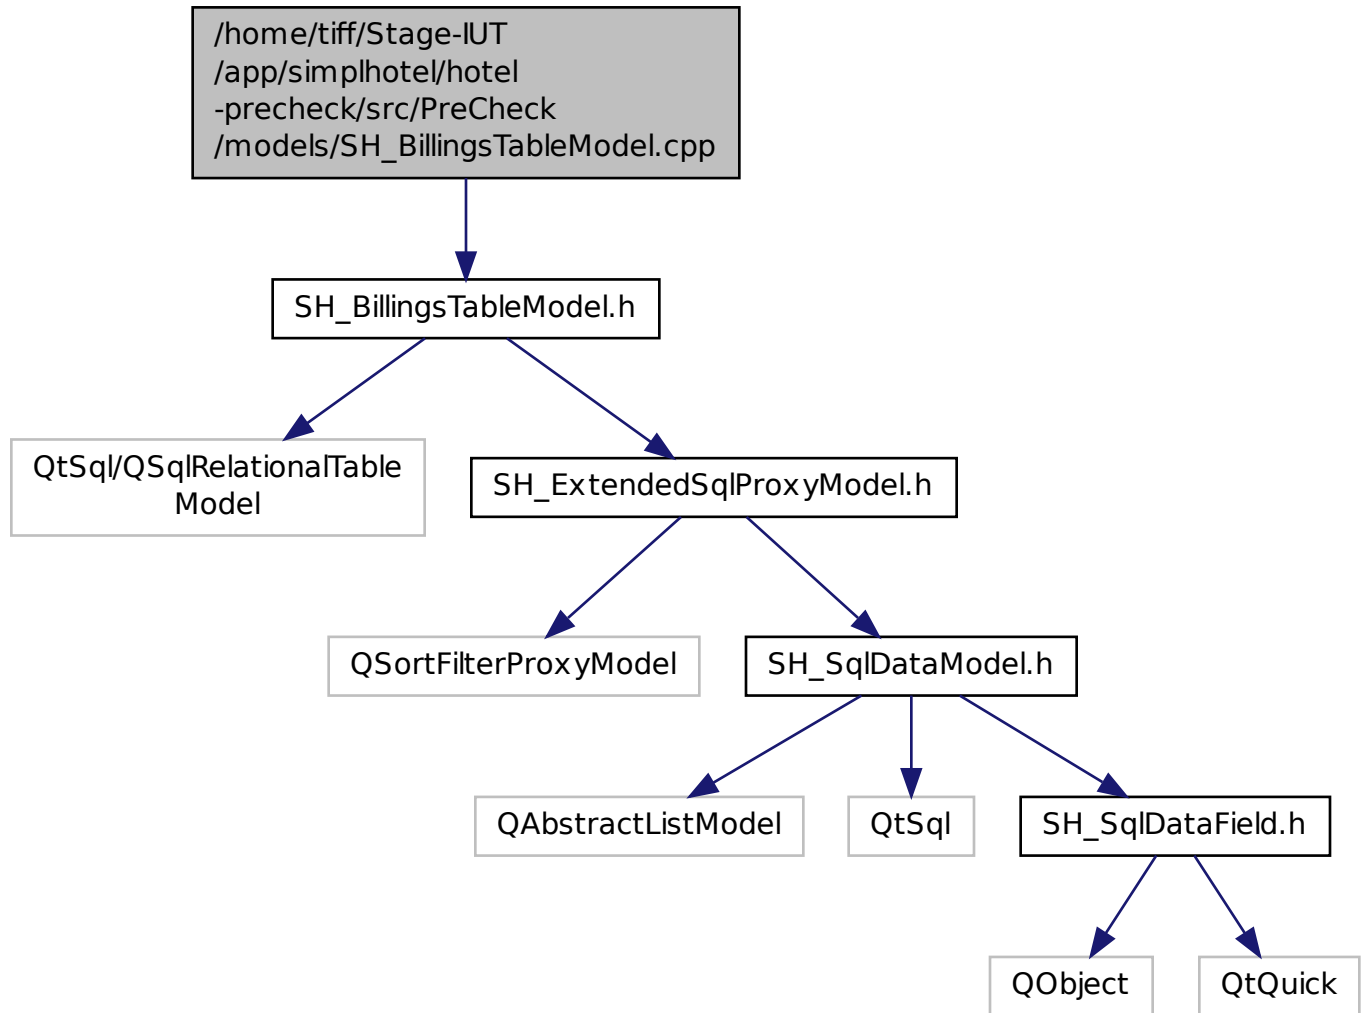 /home/tiff/Stage-IUT
/app/simplhotel/hotel
-precheck/src/PreCheck
/models/SH_BillingsTableModel.cpp
SH_BillingsTableModel.h
QtSql/QSqlRelationalTable
Model
SH_ExtendedSqlProxyModel.h
QSortFilterProxyModel
SH_SqlDataModel.h
QAbstractListModel
QtSql
SH_SqlDataField.h
QObject
QtQuick